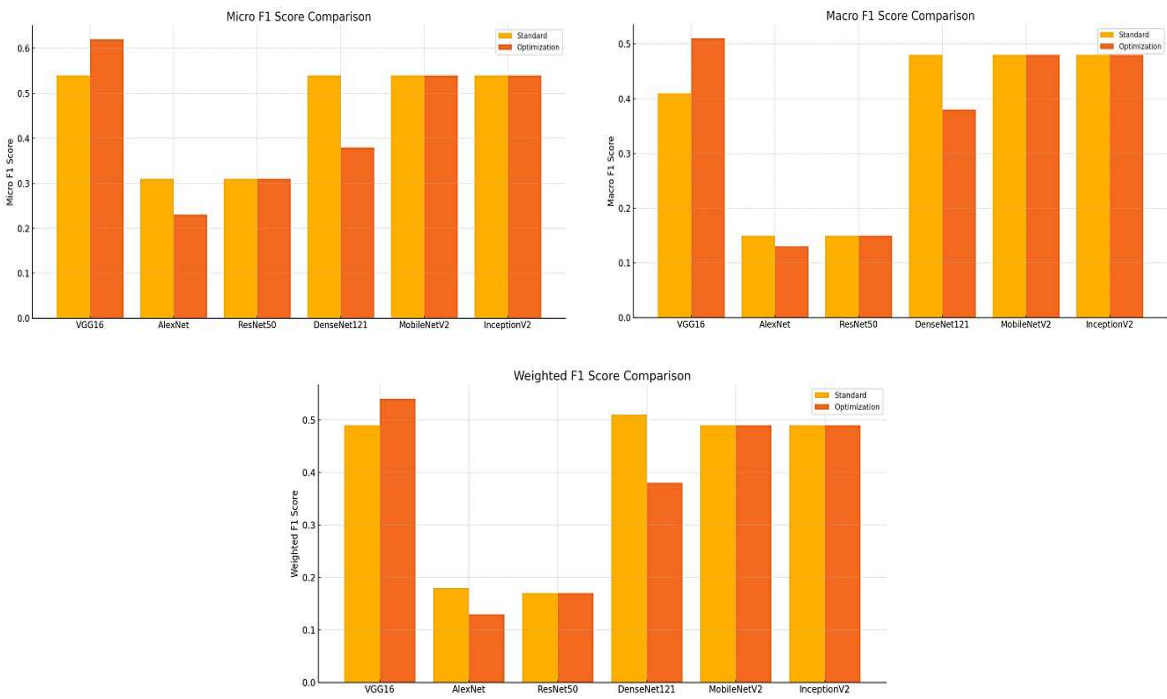 Micro F1 Score Comparison
Standard
Optimization
Micro F1 Score
0.6
0.5
0.4
0.3
0.2
0.1
0.0
VGG16 AlexNet ResNet50 DenseNet121 MobileNetV2 InceptionV2
Macro F1 Score Comparison
Standard
Optimization
Macro F1 Score
0.5
0.4
0.3
0.2
0.1
0.0
VGG16 AlexNet ResNet50 DenseNet121 MobileNetV2 InceptionV2
Weighted F1 Score Comparison
Standard
Optimization
Weighted F1 Score
0.5
0.4
0.3
0.2
0.1
0.0
VGG16 AlexNet ResNet50 DenseNet121 MobileNetV2 InceptionV2